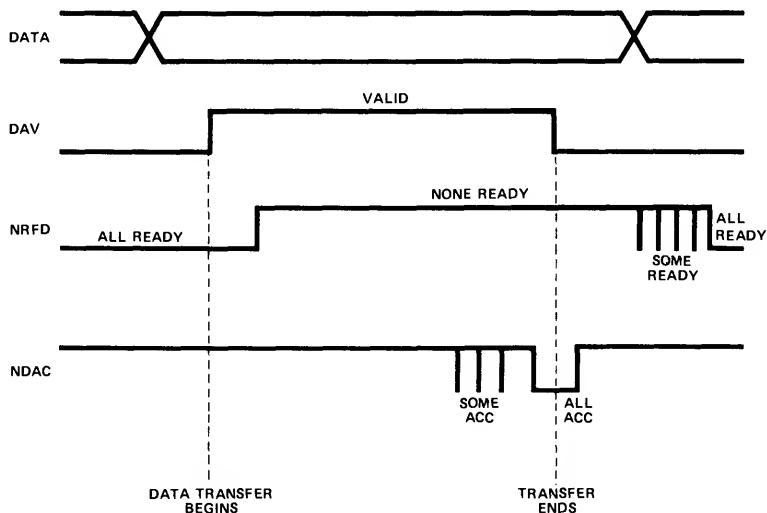 DATA
VALID
DAV
NONE READY
NRFD
ALL READY
ALL
READY
SOME
READY
NDAC
SOME
ACC
ALL
ACC
DATA TRANSFER
BEGINS
TRANSFER
ENDS